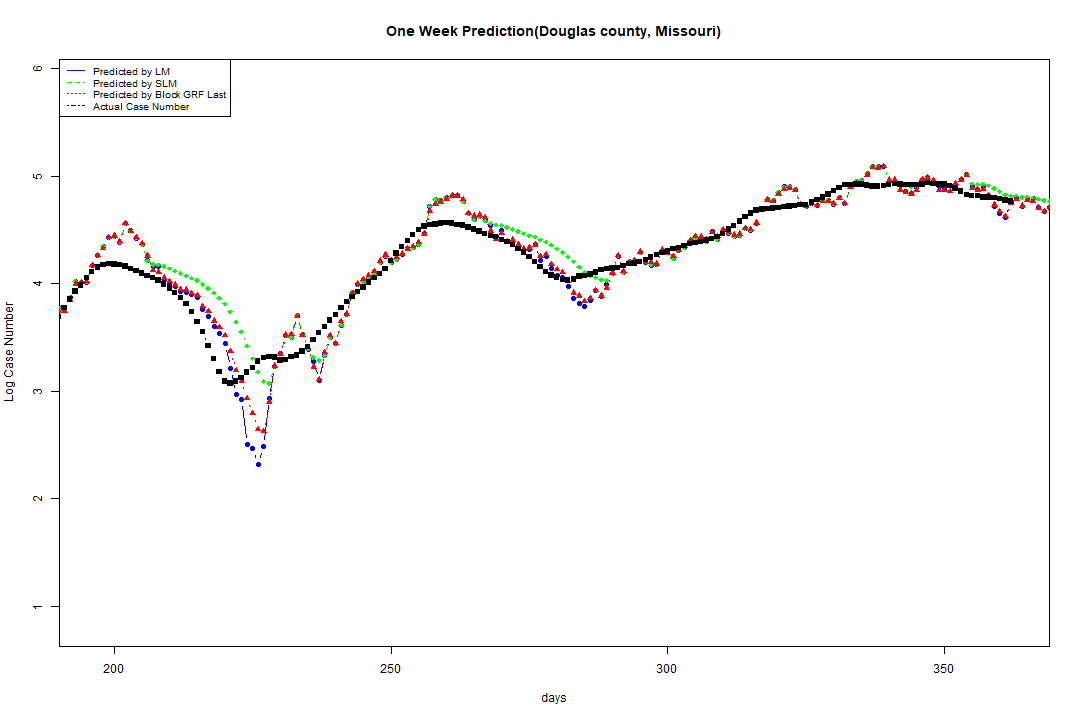 One Week Prediction(Douglas county, Missouri)
Predicted by LM
Predicted by SLM
Predicted by Block GRF Last
Actual Case Number
6
5
4
3
2
1
Log Case Number
200 250 300 350
days